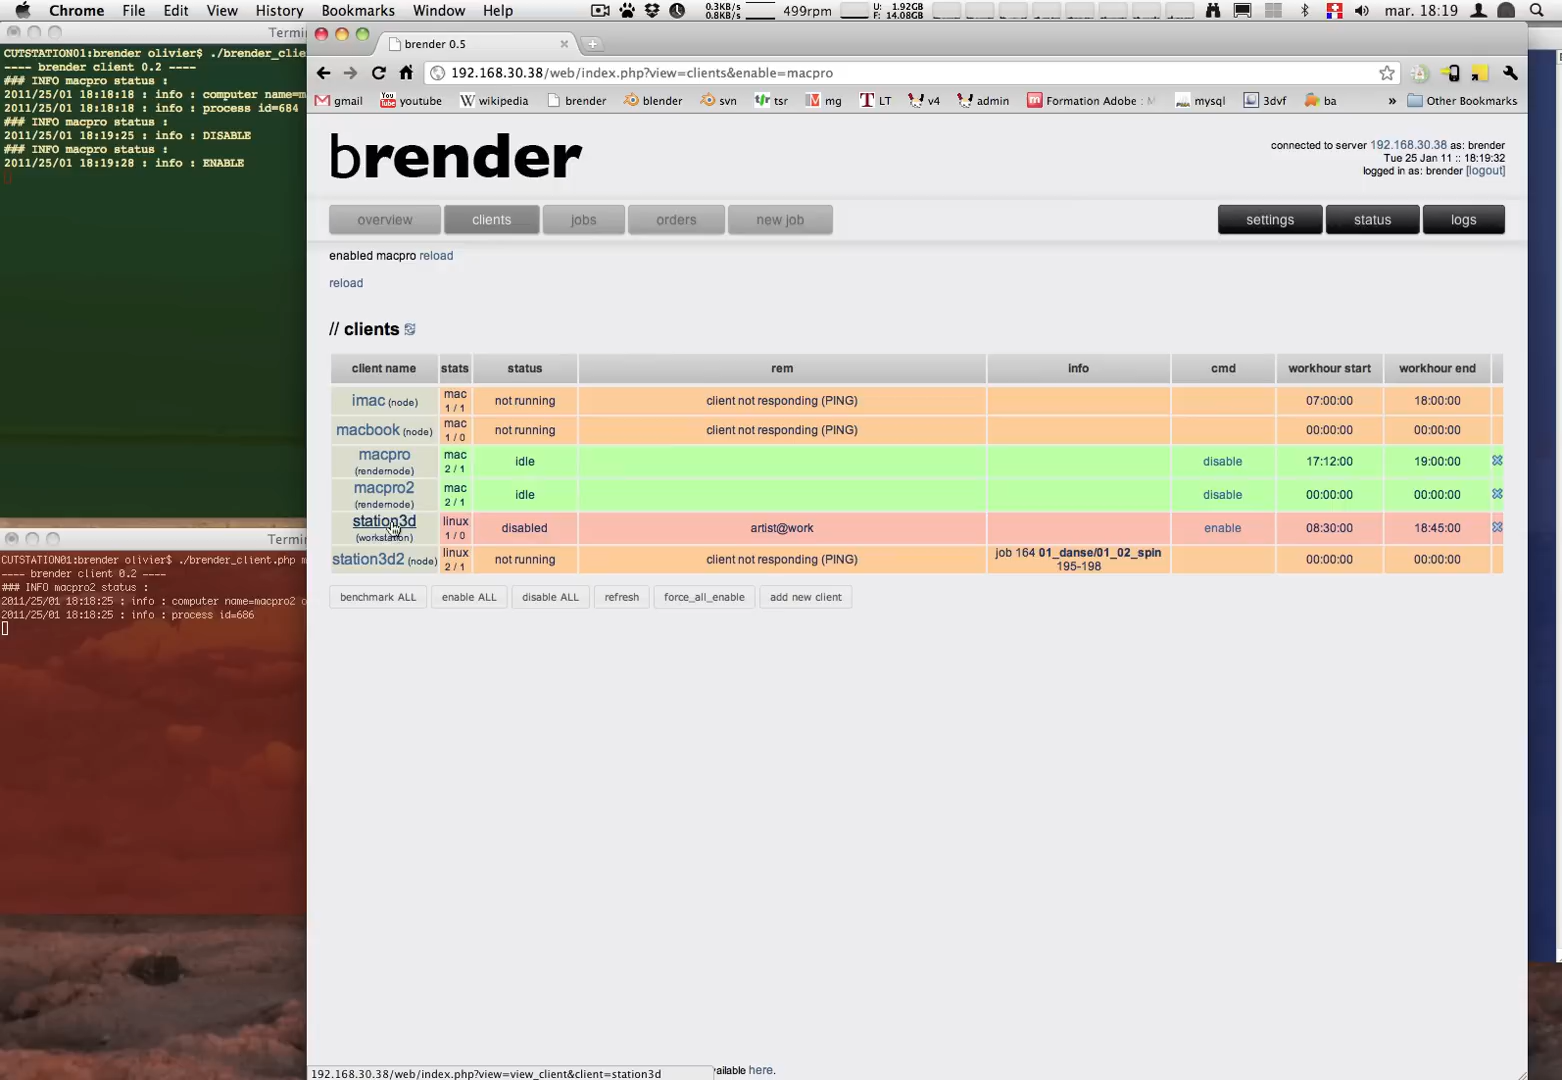 Chrome File Edit View History Bookmarks Window Help
0.3KB/s
0.8KB/s
499rpm
U: 1.92GB
F: 14.08GB
mar. 18:19
Termi
CUTSTATION01:brender olivier$ ./brender_clie
---- brender client 0.2 ----
### INFO macpro status :
2011/25/01 18:18:18 : info : computer name=m
2011/25/01 18:18:18 : info : process id=684
### INFO macpro status :
2011/25/01 18:19:25 : info : DISABLE
### INFO macpro status :
2011/25/01 18:19:28 : info : ENABLE
Termi
CUTSTATION01:brender olivier$ ./brender_client.php m
---- brender client 0.2 ----
### INFO macpro2 status :
2011/25/01 18:18:25 : info : computer name=macpro2 o
2011/25/01 18:18:25 : info : process id=686
brender 0.5
192.168.30.38/web/index.php?view=clients&enable=macpro
gmail youtube wikipedia brender blender svn tsr mg LT v4 admin Formation Adobe : M mysql 3dvf ba » Other Bookmarks
brender
connected to server 192.168.30.38 as: brender
Tue 25 Jan 11 :: 18:19:32
logged in as: brender [logout]
overview clients jobs orders new job settings status logs
enabled macpro reload
reload
// clients
client name stats status rem info cmd workhour start workhour end
imac (node) mac 1 / 1 not running client not responding (PING) 07:00:00 18:00:00
macbook (node) mac 1 / 0 not running client not responding (PING) 00:00:00 00:00:00
macpro (rendernode) mac 2 / 1 idle disable 17:12:00 19:00:00
macpro2 (rendernode) mac 2 / 1 idle disable 00:00:00 00:00:00
station3d (workstation) linux 1 / 0 disabled artist@work enable 08:30:00 18:45:00
station3d2 (node) linux 2 / 1 not running client not responding (PING) job 164 01_danse/01_02_spin 195-198 00:00:00 00:00:00
benchmark ALL enable ALL disable ALL refresh force_all_enable add new client
192.168.30.38/web/index.php?view=view_client&client=station3d
vailable here.